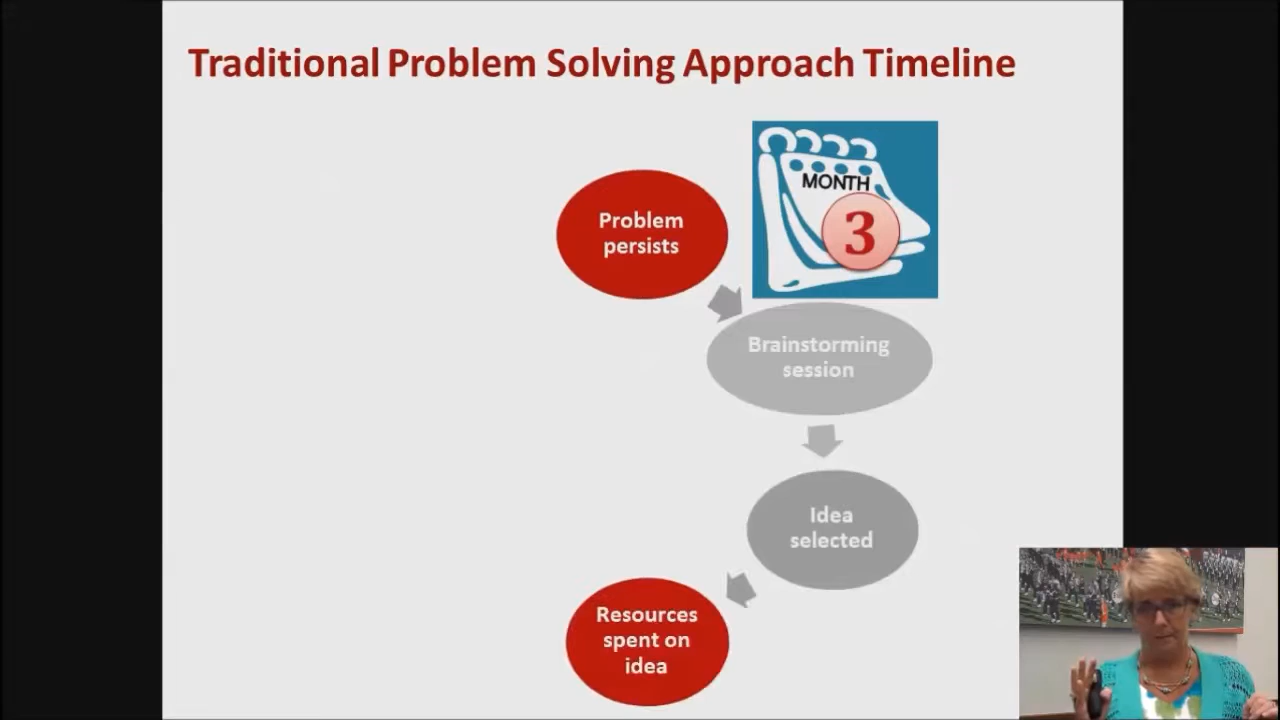 Traditional Problem Solving Approach Timeline
MONTH
3
Problem
persists
Brainstorming
session
Idea
selected
Resources
spent on
idea